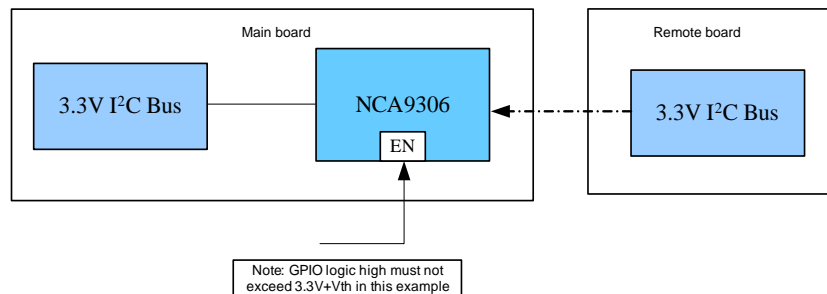 Main board
Remote board
3.3V I²C Bus
NCA9306
3.3V I²C Bus
EN
Note: GPIO logic high must not
exceed 3.3V+Vth in this example